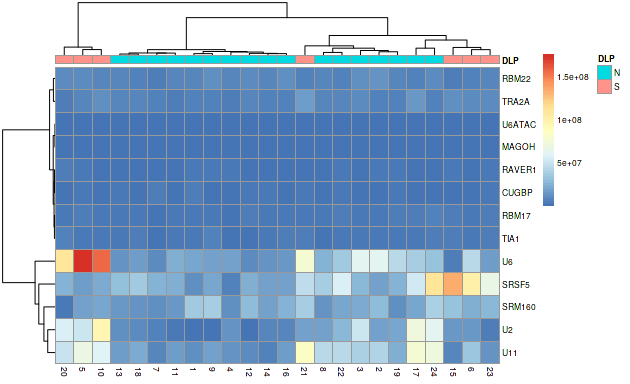 DLP
DLP
N
S
RBM22
TRA2A
U6ATAC
MAGOH
RAVER1
CUGBP
RBM17
TIA1
U6
SRSF5
SRM160
U2
U11
1.5e+08
1e+08
5e+07
20 5 10 13 18 7 11 1 9 4 12 14 16 21 8 22 3 2 19 17 24 15 6 23